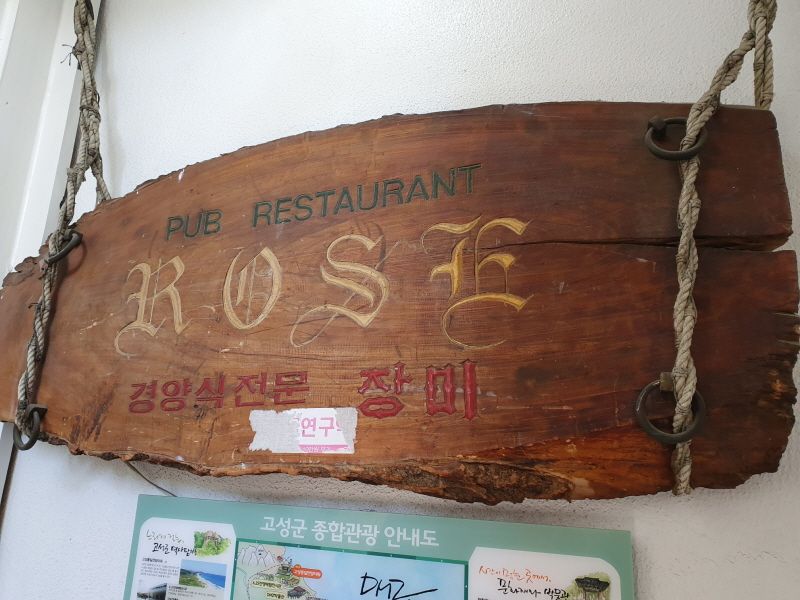 PUB RESTAURANT
ROSE
경양식전문 장미
연구
고성군 종합관광 안내도
DMZ